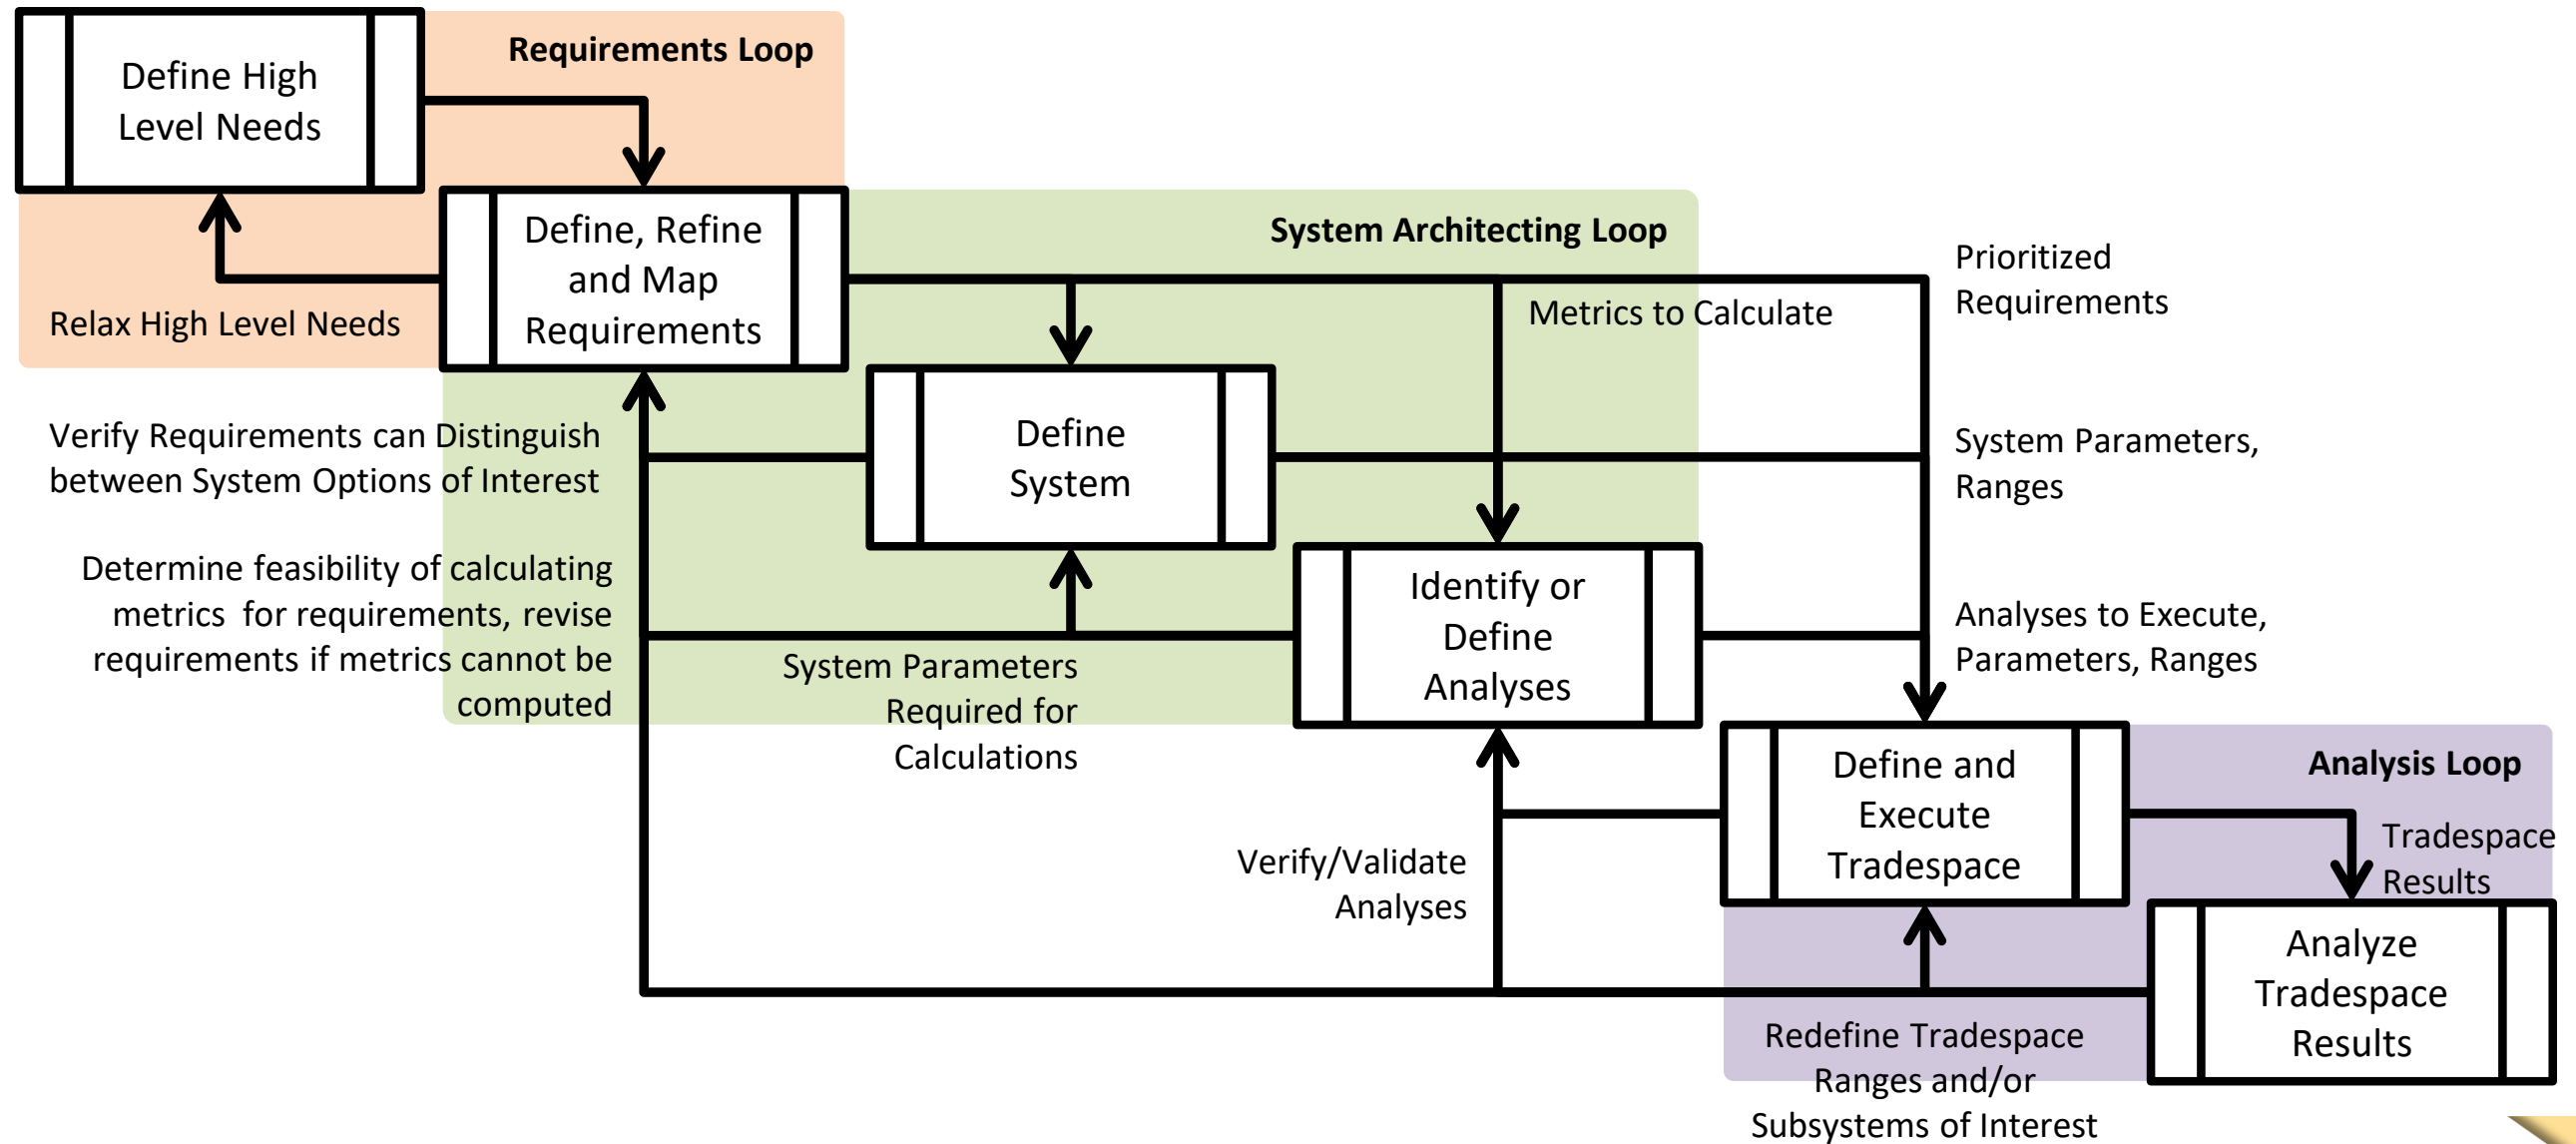 Requirements Loop
Define High
Level Needs
Define, Refine
and Map
Requirements
Relax High Level Needs
System Architecting Loop
Prioritized
Requirements
Metrics to Calculate
Define
System
Verify Requirements can Distinguish
between System Options of Interest
System Parameters,
Ranges
Determine feasibility of calculating
metrics  for requirements, revise
requirements if metrics cannot be
computed
Identify or
Define
Analyses
Analyses to Execute,
Parameters, Ranges
System Parameters
Required for
Calculations
Define and
Execute
Tradespace
Analysis Loop
Tradespace
Results
Verify/Validate
Analyses
Analyze
Tradespace
Results
Redefine Tradespace
Ranges and/or
Subsystems of Interest